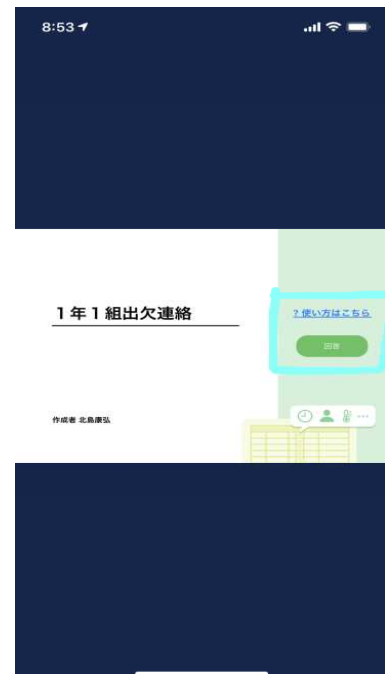 8:53
1年1組出欠連絡
?使い方はこちら
回答
作成者 北島康弘